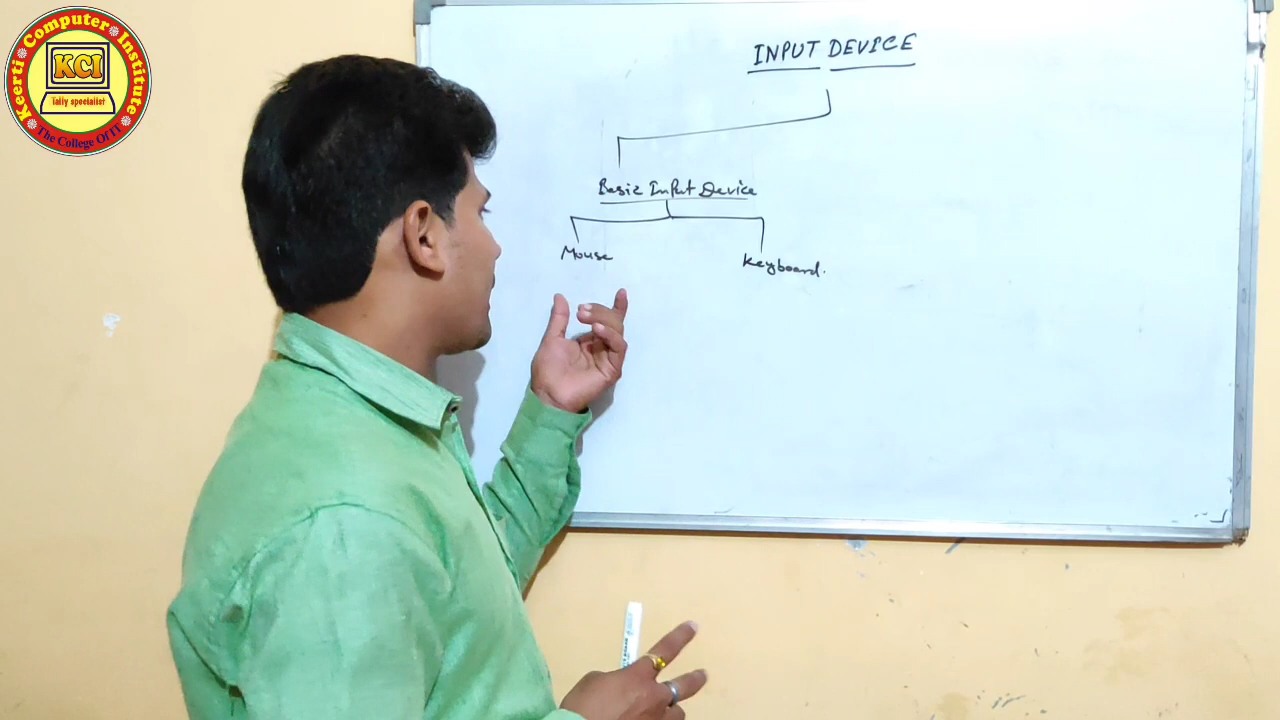 Keerti Computer Institute
KCI
Tally specialist
The College Of IT
INPUT DEVICE
Basic Input Device
Mouse
Keyboard.